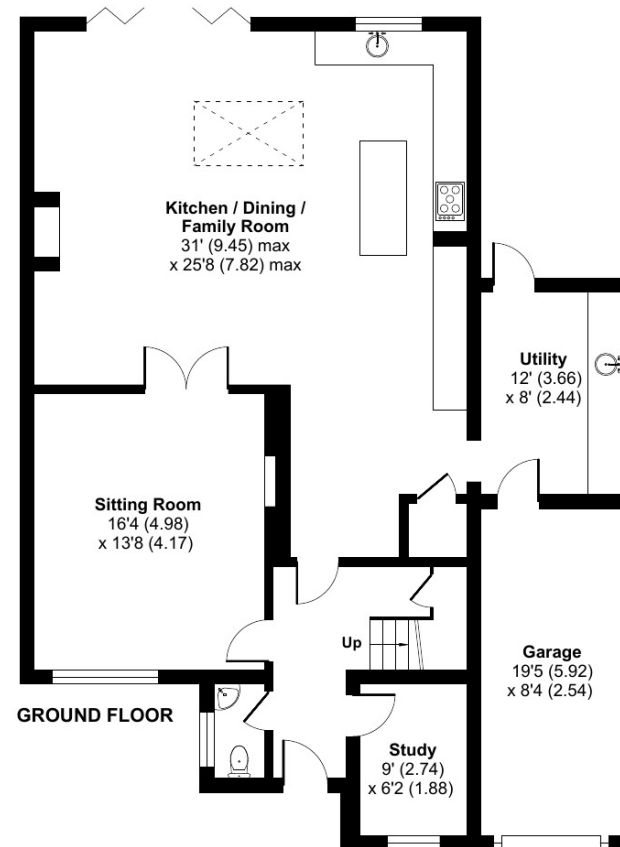 Kitchen / Dining /
Family Room
31' (9.45) max
x 25'8 (7.82) max
Utility
12' (3.66)
x 8' (2.44)
Sitting Room
16'4 (4.98)
x 13'8 (4.17)
Up
Garage
19'5 (5.92)
x 8'4 (2.54)
GROUND FLOOR
Study
9' (2.74)
x 6'2 (1.88)